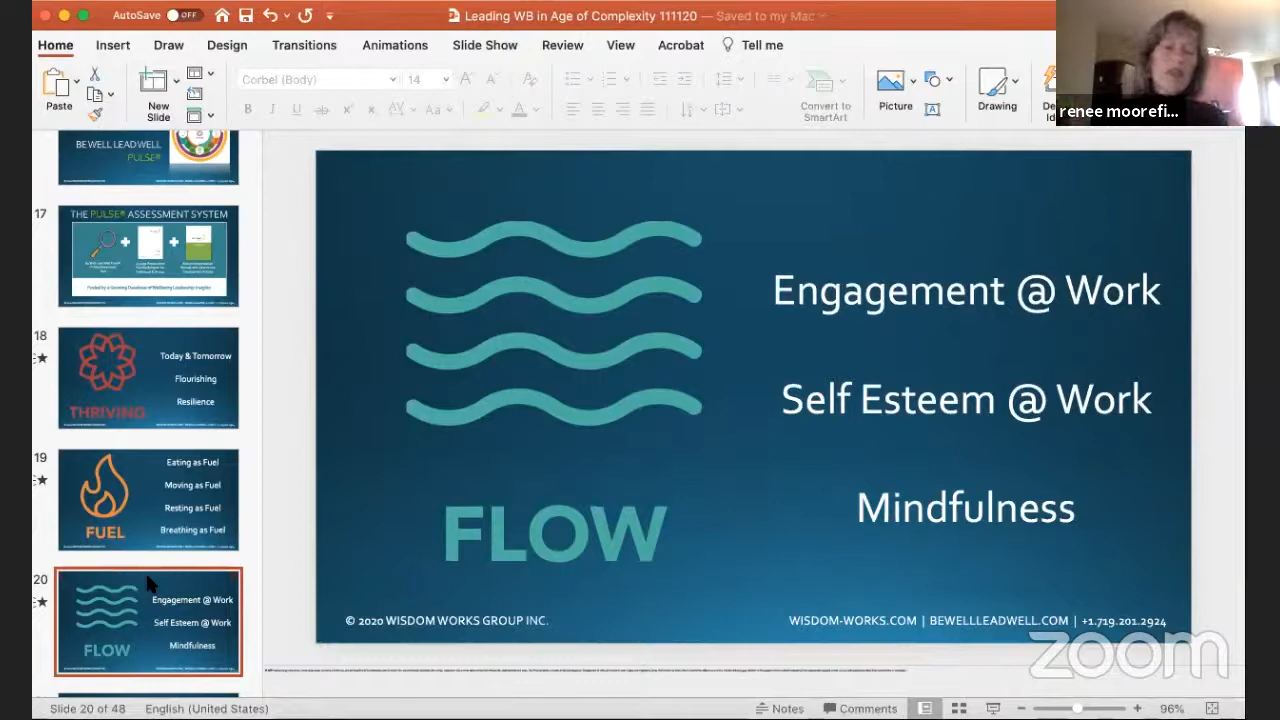 AutoSave OFF
Leading WB in Age of Complexity 111120 — Saved to my Mac
Home Insert Draw Design Transitions Animations Slide Show Review View Acrobat Tell me
Paste
New
Slide
Corbel (Body) 14
Convert to
SmartArt
Picture
Drawing
renee moorefi...
BE WELL LEAD WELL
PULSE®
17
THE PULSE® ASSESSMENT SYSTEM
18
Today & Tomorrow
Flourishing
Resilience
THRIVING
19
Eating as Fuel
Moving as Fuel
Resting as Fuel
Breathing as Fuel
FUEL
20
Engagement @ Work
Self Esteem @ Work
Mindfulness
FLOW
Engagement @ Work
Self Esteem @ Work
Mindfulness
FLOW
© 2020 WISDOM WORKS GROUP INC.
WISDOM-WORKS.COM | BEWELLLEADWELL.COM | +1.719.201.2924
zoom
Slide 20 of 48 English (United States) Notes Comments 96%